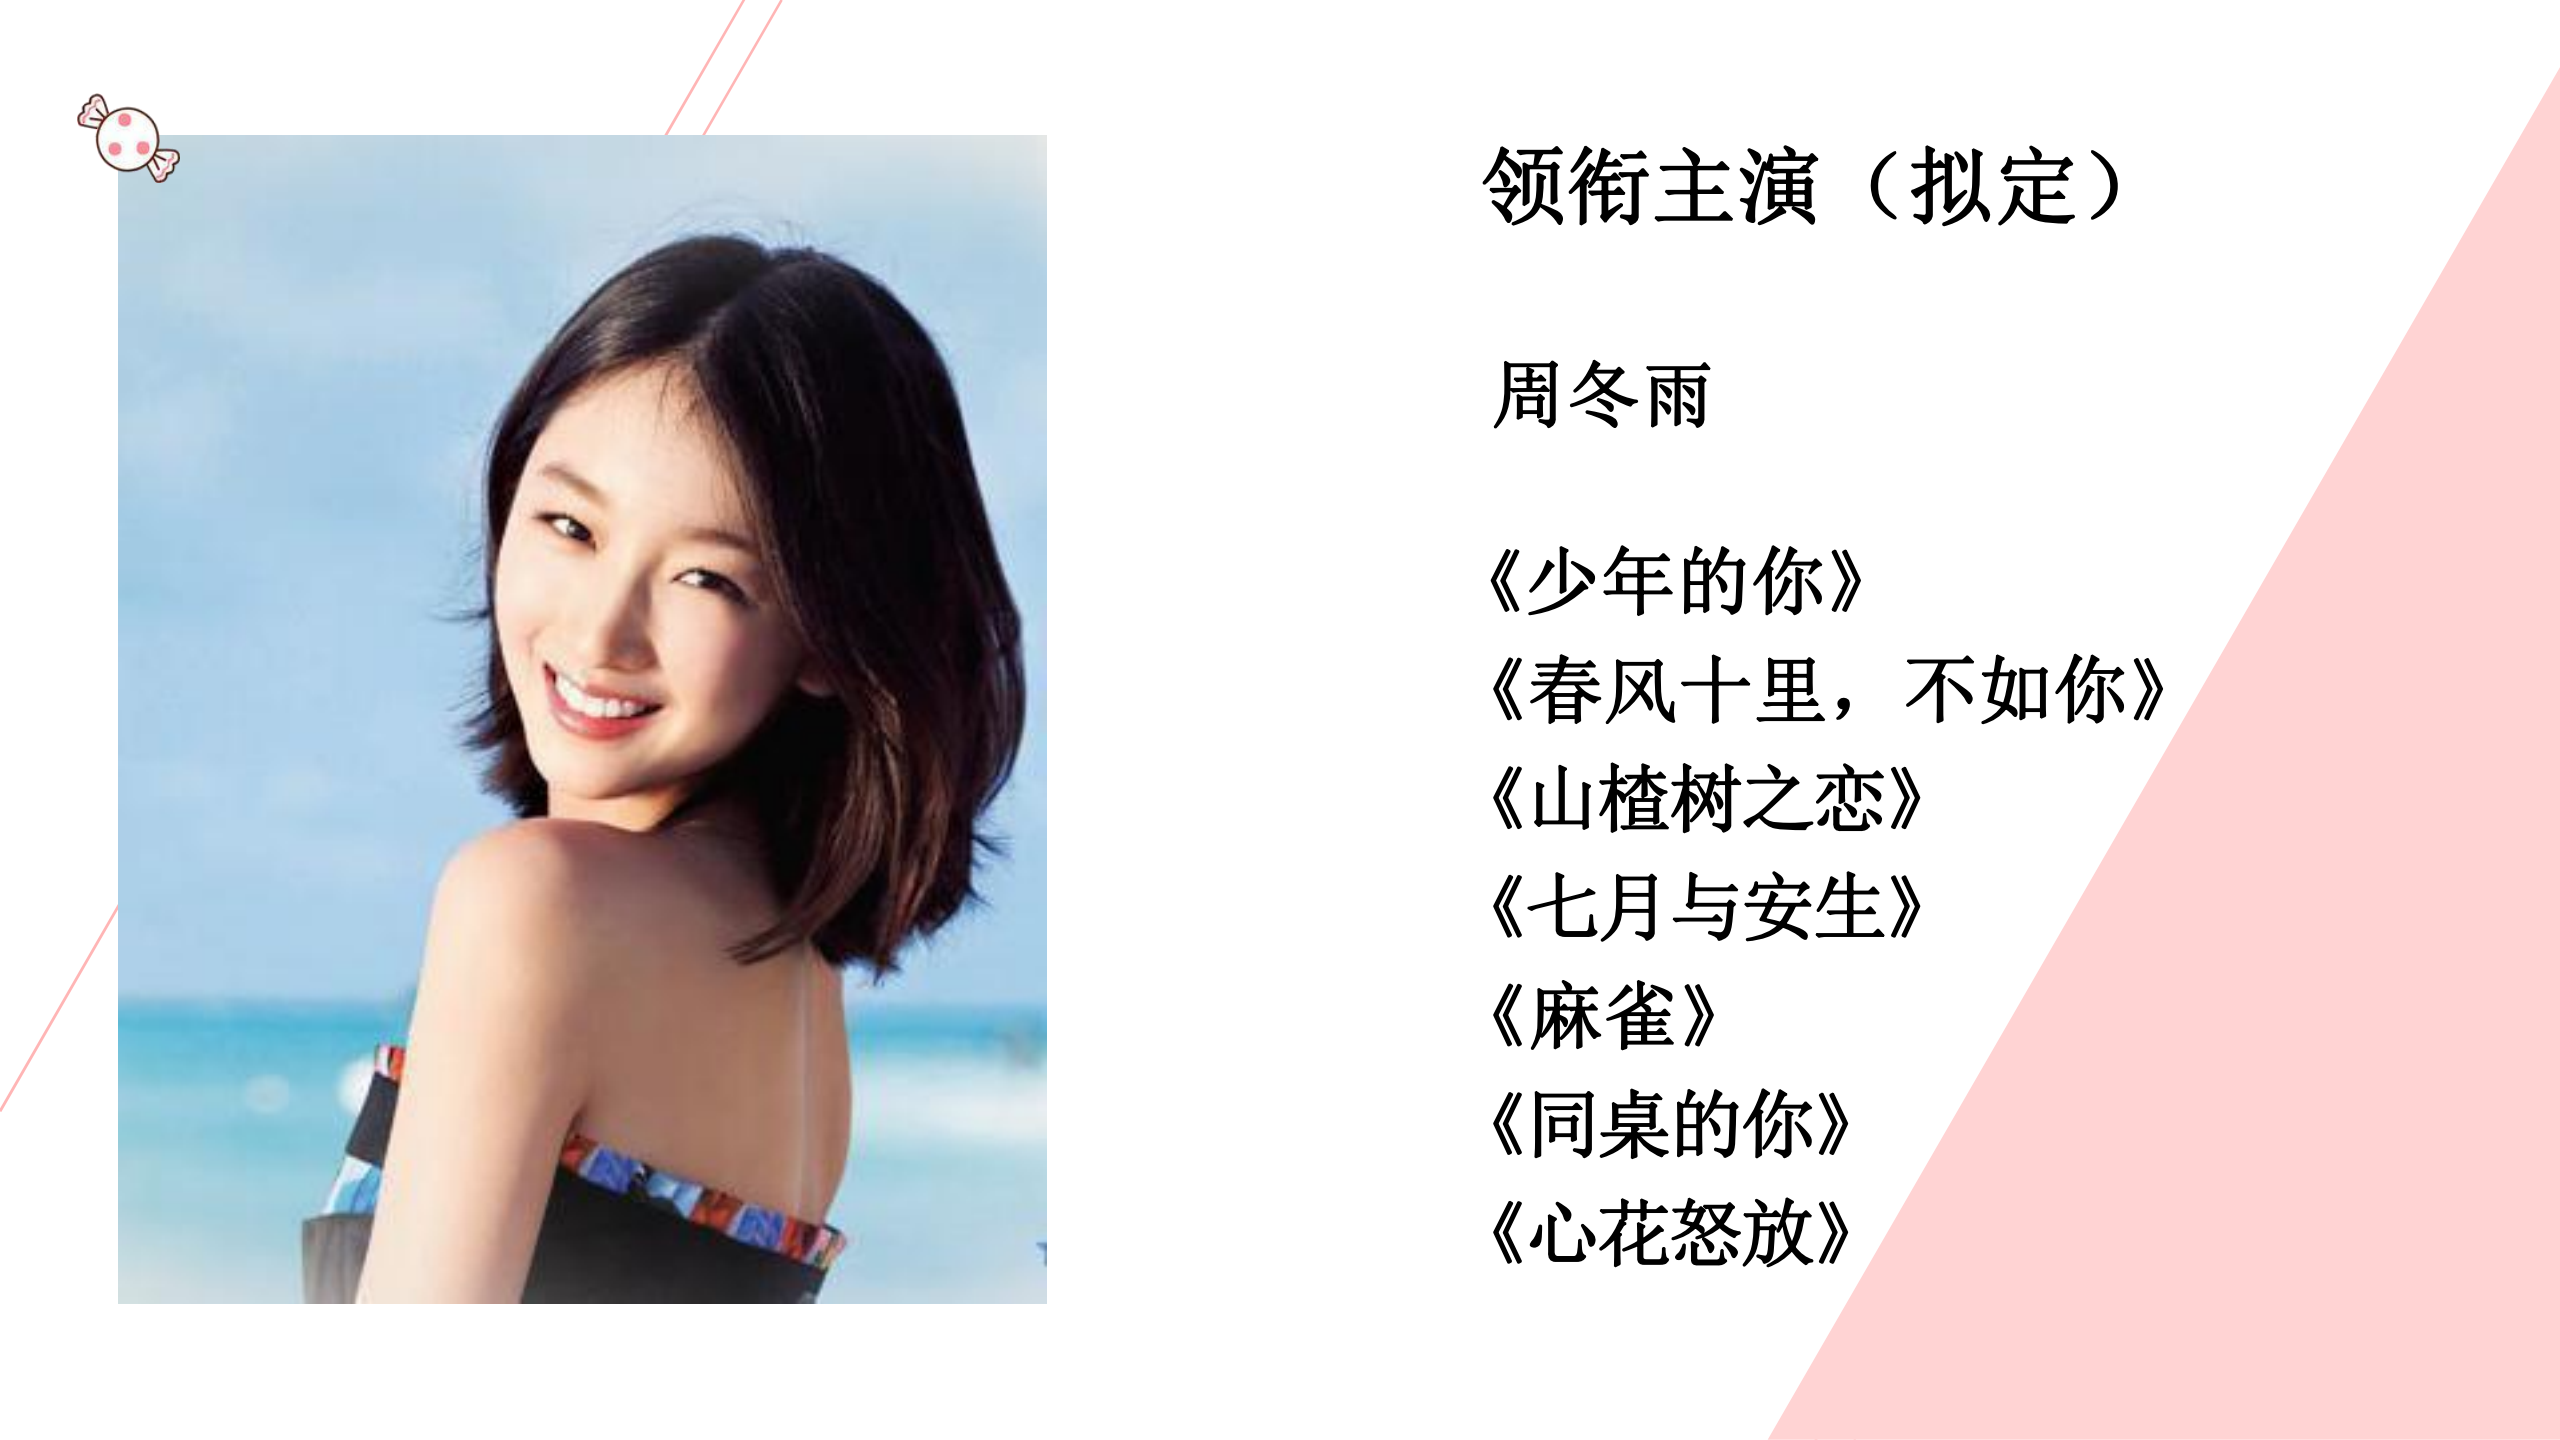 领衔主演（拟定）
周冬雨
《少年的你》
《春风十里，不如你》
《山楂树之恋》
《七月与安生》
《麻雀》
《同桌的你》
《心花怒放》